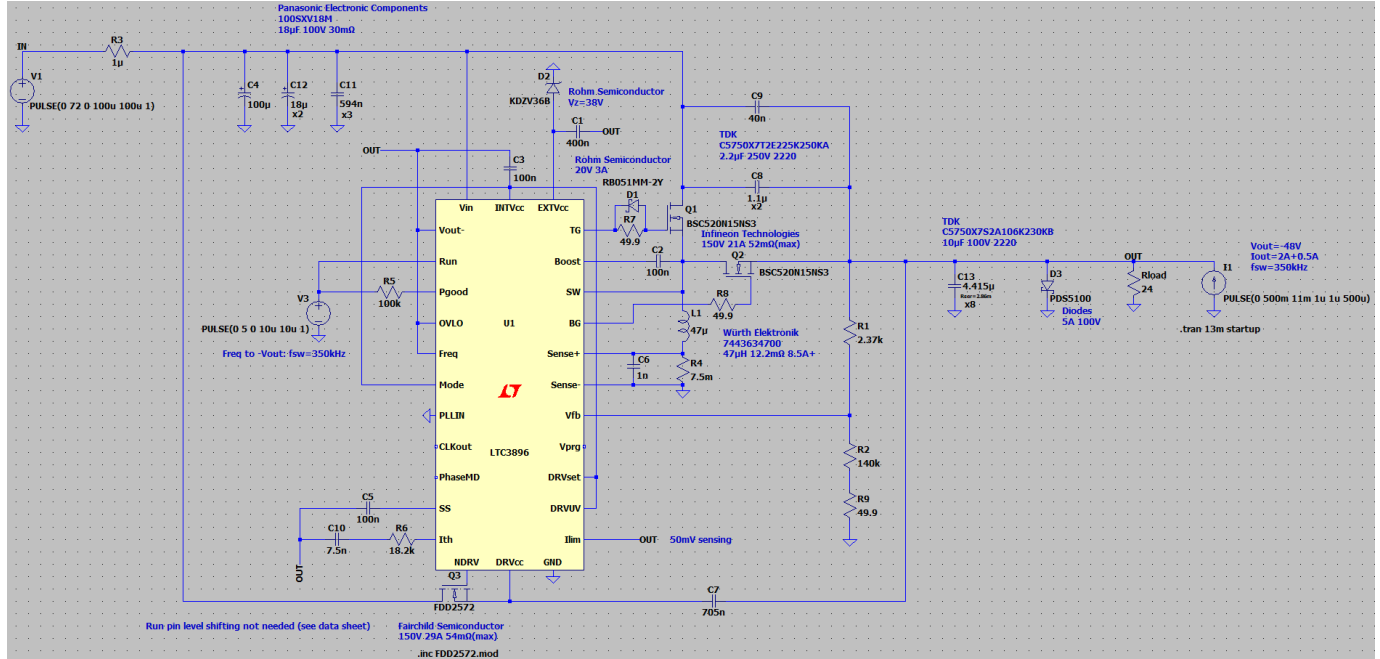 Panasonic Electronic Components
100SXV18M
18µF 100V 30mΩ
IN
R3
1µ
V1
PULSE(0 72 0 100u 100u 1)
C4
100µ
C12
18µ
x2
C11
594n
x3
D2
KDZV36B
Rohm Semiconductor
Vz=38V
C1
400n
OUT
C9
40n
TDK
C5750X7T2E225K250KA
2.2µF 250V 2220
C8
1.1µ
x2
OUT
C3
100n
Rohm Semiconductor
20V 3A
RB051MM-2Y
D1
R7
49.9
Q1
BSC520N15NS3
Infineon Technologies
150V 21A 52mΩ(max)
C2
100n
Q2
BSC520N15NS3
R8
49.9
L1
47µ
Würth Elektronik
7443634700
47µH 12.2mΩ 8.5A+
C6
1n
R4
7.5m
TDK
C5750X7S2A106K230KB
10µF 100V 2220
C13
4.415µ
x8
D3
PDS5100
Diodes
5A 100V
OUT
Rload
24
Vout=-48V
Iout=2A+0.5A
fsw=350kHz
I1
PULSE(0 500m 11m 1u 1u 500u)
.tran 13m startup
R1
2.37k
R2
140k
R9
49.9
R5
100k
V3
PULSE(0 5 0 10u 10u 1)
Freq to -Vout: fsw=350kHz
Vin
INTVcc
EXTVcc
Vout-
TG
Run
Boost
Pgood
SW
OVLO
U1
BG
Freq
Sense+
Mode
Sense-
PLLIN
Vfb
CLKout
LTC3896
Vprg
PhaseMD
DRVset
SS
DRVUV
Ith
Ilim
NDRV
DRVcc
GND
C5
100n
C10
7.5n
R6
18.2k
OUT
OUT
50mV sensing
Q3
FDD2572
C7
705n
Run pin level shifting not needed (see data sheet)
Fairchild Semiconductor
150V 29A 54mΩ(max)
.inc FDD2572.mod